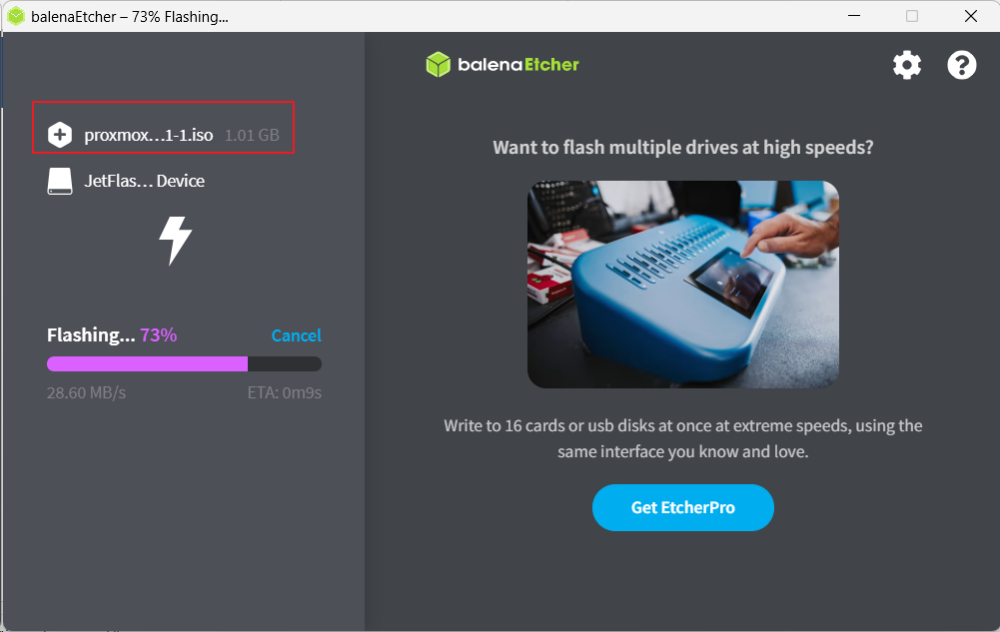 balenaEtcher – 73% Flashing...
balenaEtcher
proxmox…1-1.iso 1.01 GB
JetFlas… Device
Flashing... 73% Cancel
28.60 MB/s ETA: 0m9s
Want to flash multiple drives at high speeds?
Write to 16 cards or usb disks at once at extreme speeds, using the
same interface you know and love.
Get EtcherPro